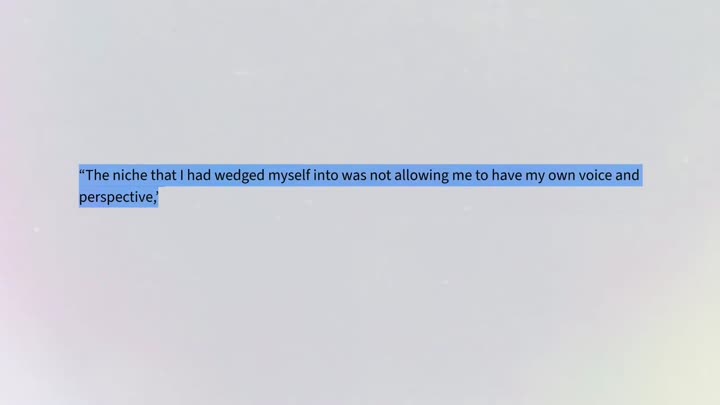 “The niche that I had wedged myself into was not allowing me to have my own voice and
perspective,’